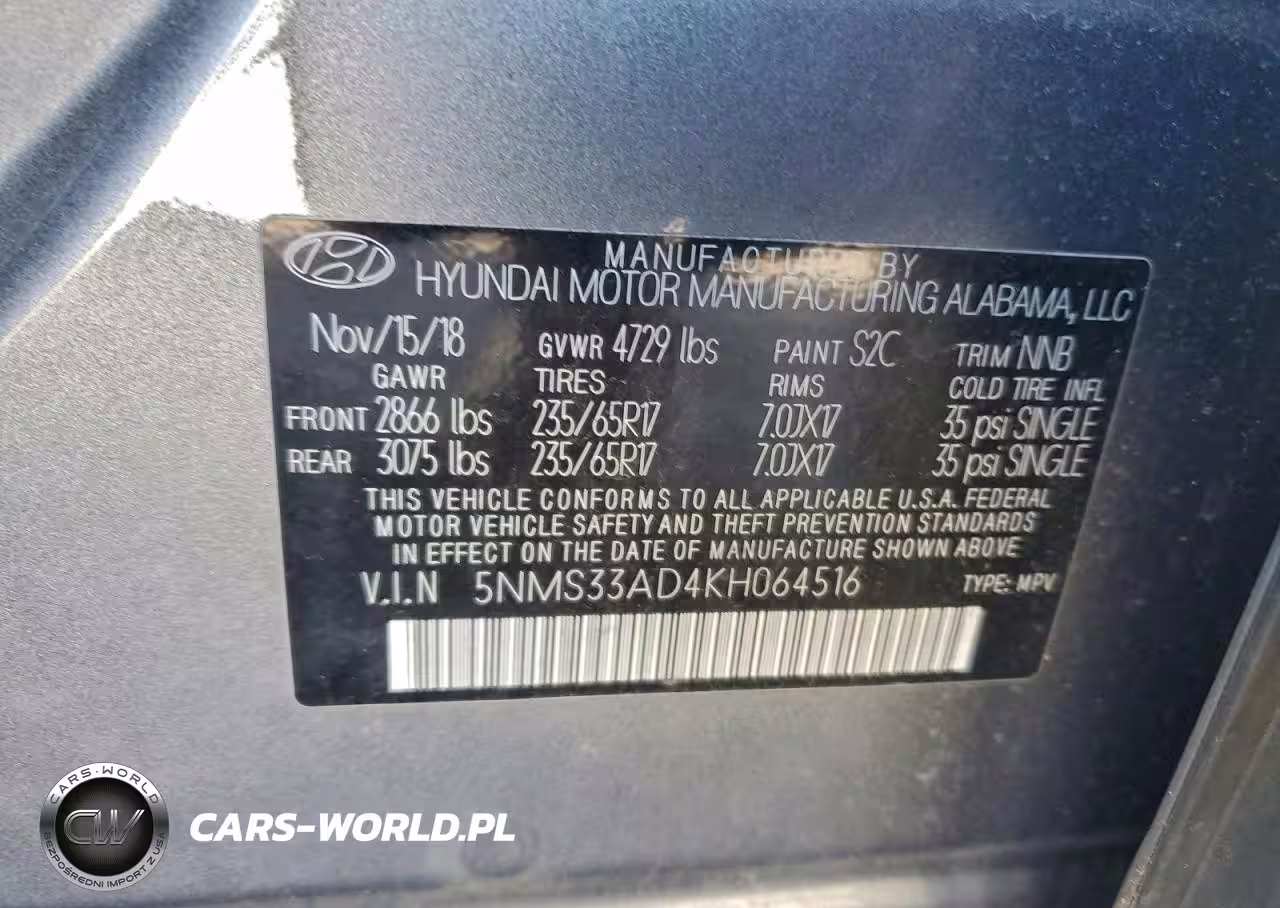 MANUFACTURED BY
HYUNDAI MOTOR MANUFACTURING ALABAMA, LLC
Nov/15/18 GVWR 4729 lbs PAINT S2C TRIM NNB
GAWR TIRES RIMS COLD TIRE INFL
FRONT 2866 lbs 235/65R17 7.0JX17 35 psi SINGLE
REAR 3075 lbs 235/65R17 7.0JX17 35 psi SINGLE
THIS VEHICLE CONFORMS TO ALL APPLICABLE U.S.A. FEDERAL
MOTOR VEHICLE SAFETY AND THEFT PREVENTION STANDARDS
IN EFFECT ON THE DATE OF MANUFACTURE SHOWN ABOVE
V.I.N 5NMS33AD4KH064516 TYPE: MPV
CARS-WORLD
CW
BEZPOŚREDNI IMPORT Z USA
CARS-WORLD.PL